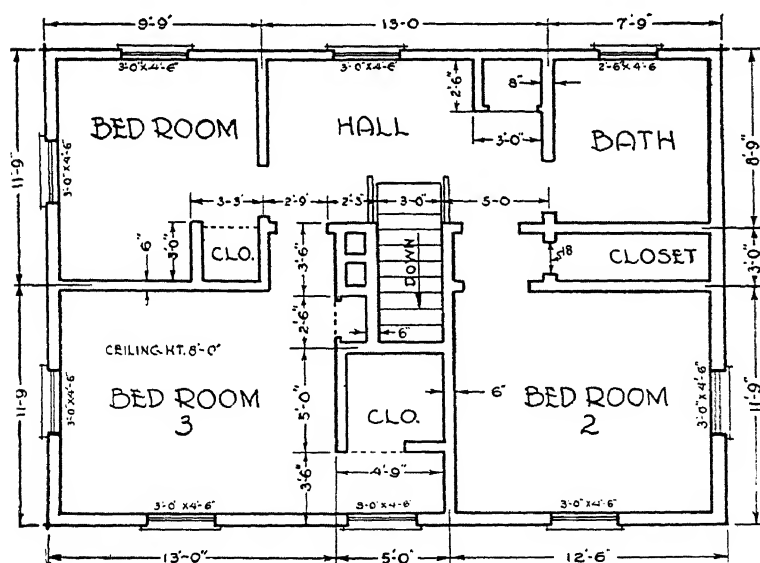 9'-9" 13-0 7'-9"
3'-0"X4'-6" 3'-0"X4'-6" 2'-6"X4'-6
2'-6" 8"
BED ROOM HALL BATH
3'-0"
11'-9" 3'-0"X4'-6" 8'-9"
3-3" 2'-9" 2'-3" 3'-0" 5-0
6" 3'-0" CLO. 3'-6" DOWN CLOSET 3'-0"
2'-6" 6"
CEILING HT. 8'-0"
11-9 3'-0"X4'-6" BED ROOM 5'-0" CLO. 6" BED ROOM 3'-0"X4'-6" 11'-9"
3 2
3'-6" 4'-9"
3'-0"X4'-6" 3'-0"X4'-6" 3'-0"X4'-6"
13'-0" 5'-0" 12'-6"